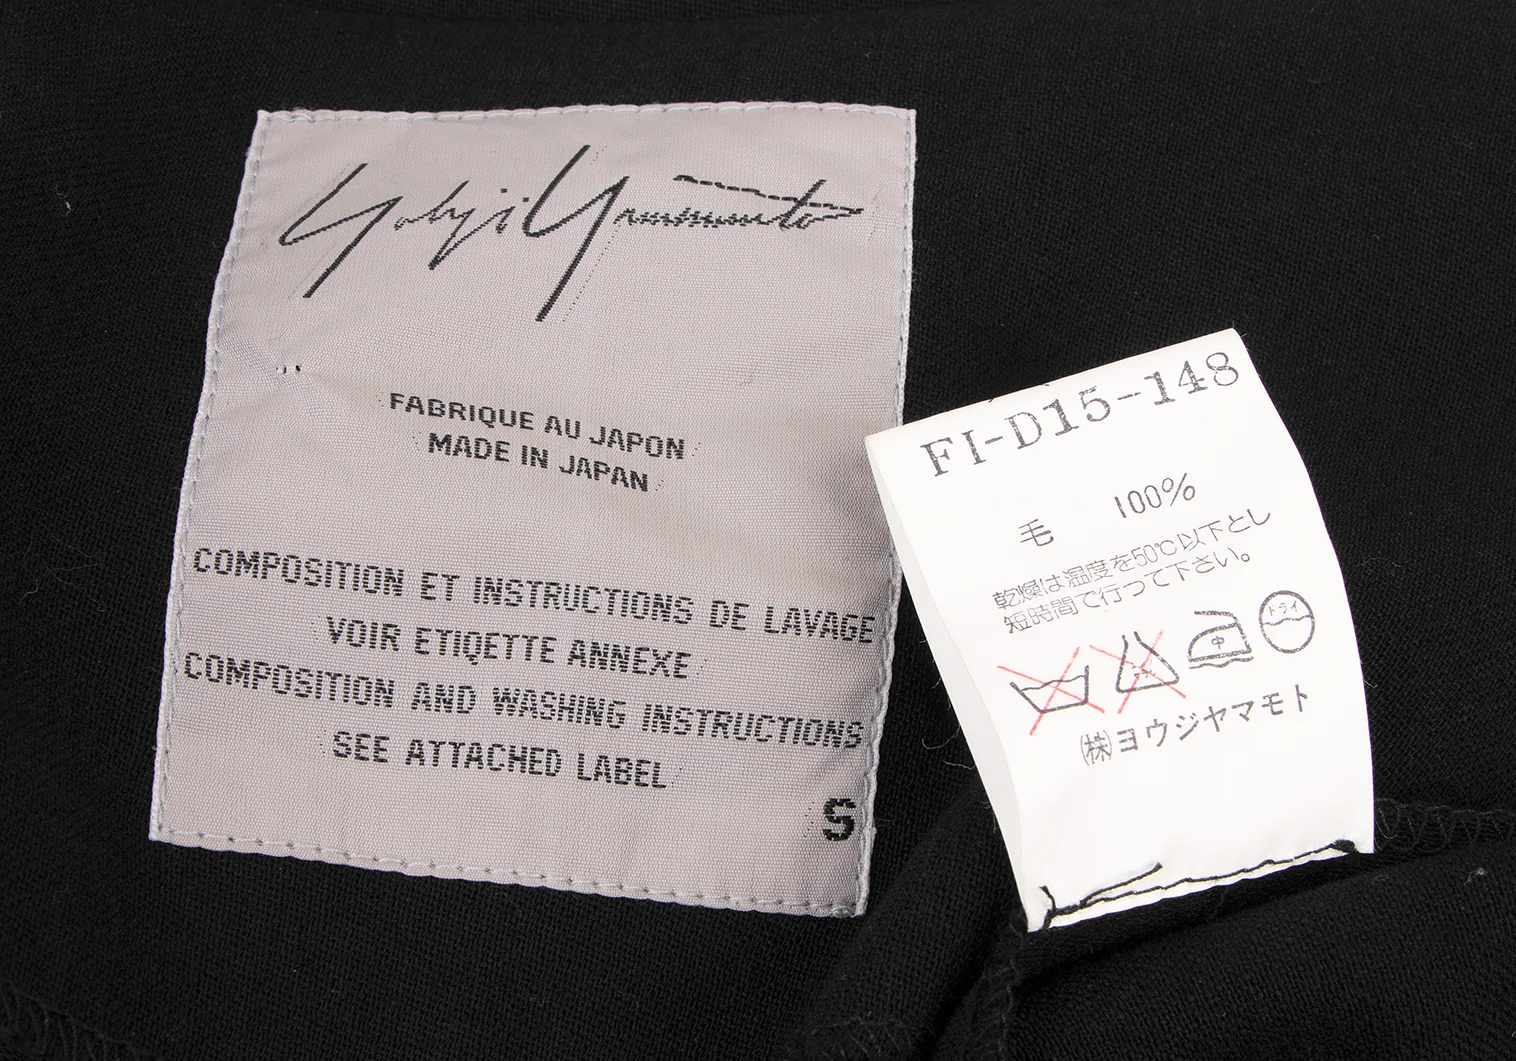 Yohji Yamamoto
FABRIQUE AU JAPON
MADE IN JAPAN
COMPOSITION ET INSTRUCTIONS DE LAVAGE
VOIR ETIQETTE ANNEXE
COMPOSITION AND WASHING INSTRUCTIONS
SEE ATTACHED LABEL
S
FI-D15-148
毛 100%
乾燥は温度を50℃以下とし
短時間で行って下さい。
中
ドライ
(株)ヨウジヤマモト